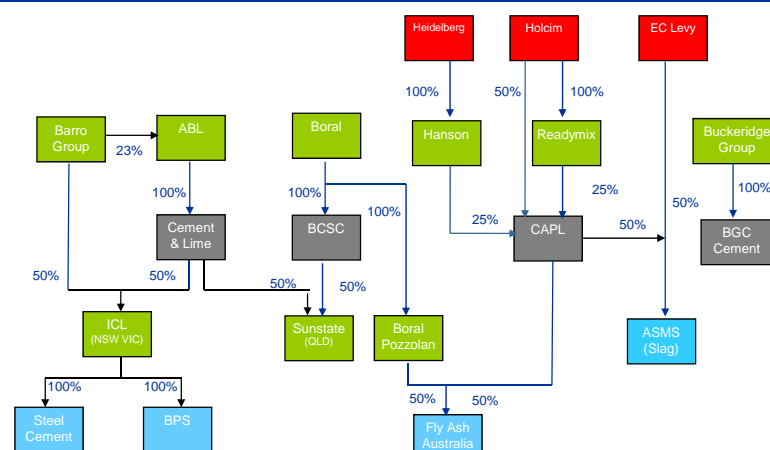 Heidelberg
Holcim
EC Levy
100%
50%
100%
Barro
Group
ABL
23%
Boral
Hanson
Readymix
Buckeridge
Group
100%
100%
100%
25%
25%
50%
50%
100%
Cement
& Lime
BCSC
CAPL
BGC
Cement
50%
50%
50%
50%
ICL
(NSW VIC)
Sunstate
(QLD)
Boral
Pozzolan
ASMS
(Slag)
100%
100%
50%
50%
Steel
Cement
BPS
Fly Ash
Australia